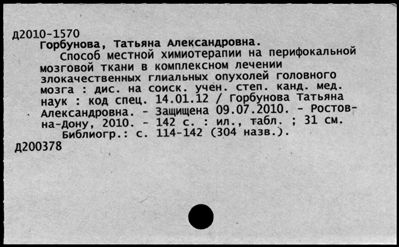 Д2010-1570
Горбунова, Татьяна Александровна.
Способ местной химиотерапии на перифокальной
мозговой ткани в комплексном лечении
злокачественных глиальных опухолей головного
мозга : дис. на соиск. учен. степ. канд. мед.
наук : код спец. 14.01.12 / Горбунова Татьяна
Александровна. - Защищена 09.07.2010. - Ростов-
на-Дону, 2010. - 142 с. : ил., табл. ; 31 см.
Библиогр.: с. 114-142 (304 назв.).
Д200378